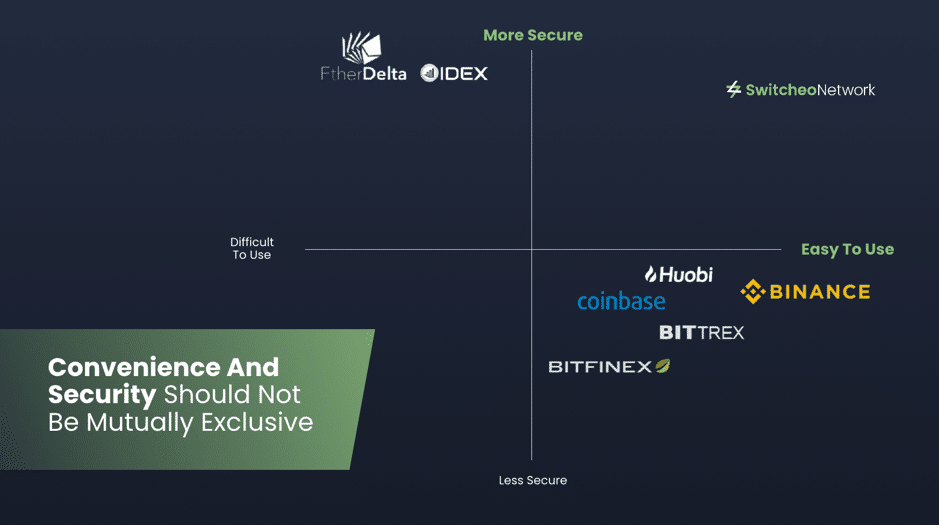 More Secure
EtherDelta
IDEX
SwitcheoNetwork
Difficult
To Use
Easy To Use
Huobi
BINANCE
coinbase
BITTREX
BITFINEX
Convenience And
Security Should Not
Be Mutually Exclusive
Less Secure